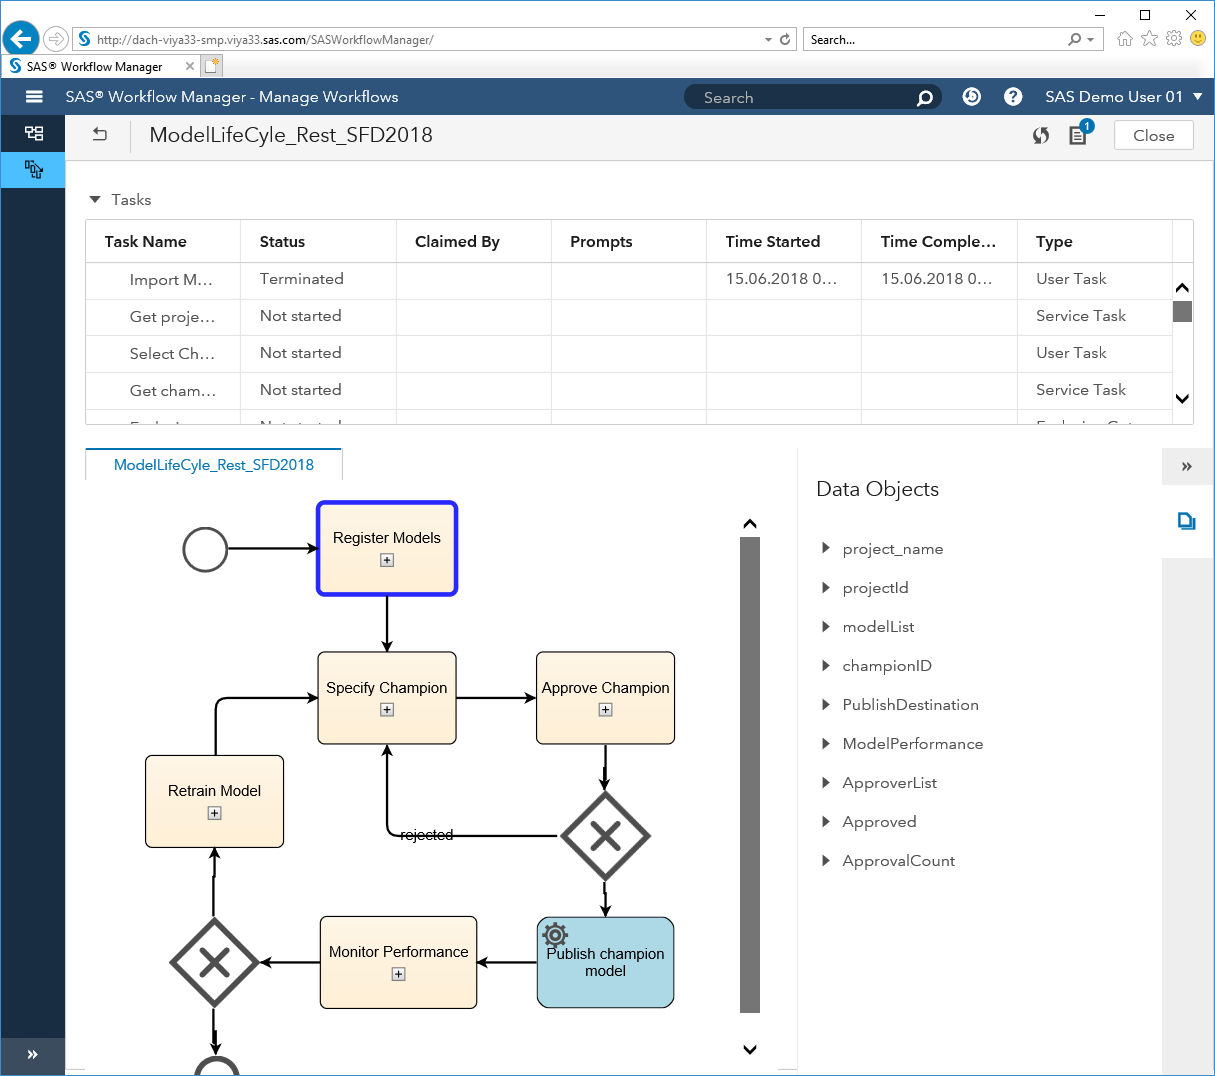 http://dach-viya33-smp.viya33.sas.com/SASWorkflowManager/
Search...
SAS® Workflow Manager
SAS® Workflow Manager - Manage Workflows
Search
SAS Demo User 01
ModelLifeCyle_Rest_SFD2018
1
Close
Tasks
Task Name Status Claimed By Prompts Time Started Time Comple... Type
Import M... Terminated 15.06.2018 0... 15.06.2018 0... User Task
Get proje... Not started Service Task
Select Ch... Not started User Task
Get cham... Not started Service Task
ModelLifeCyle_Rest_SFD2018
Register Models
Specify Champion
Approve Champion
Retrain Model
rejected
Monitor Performance
Publish champion
model
Data Objects
project_name
projectId
modelList
championID
PublishDestination
ModelPerformance
ApproverList
Approved
ApprovalCount